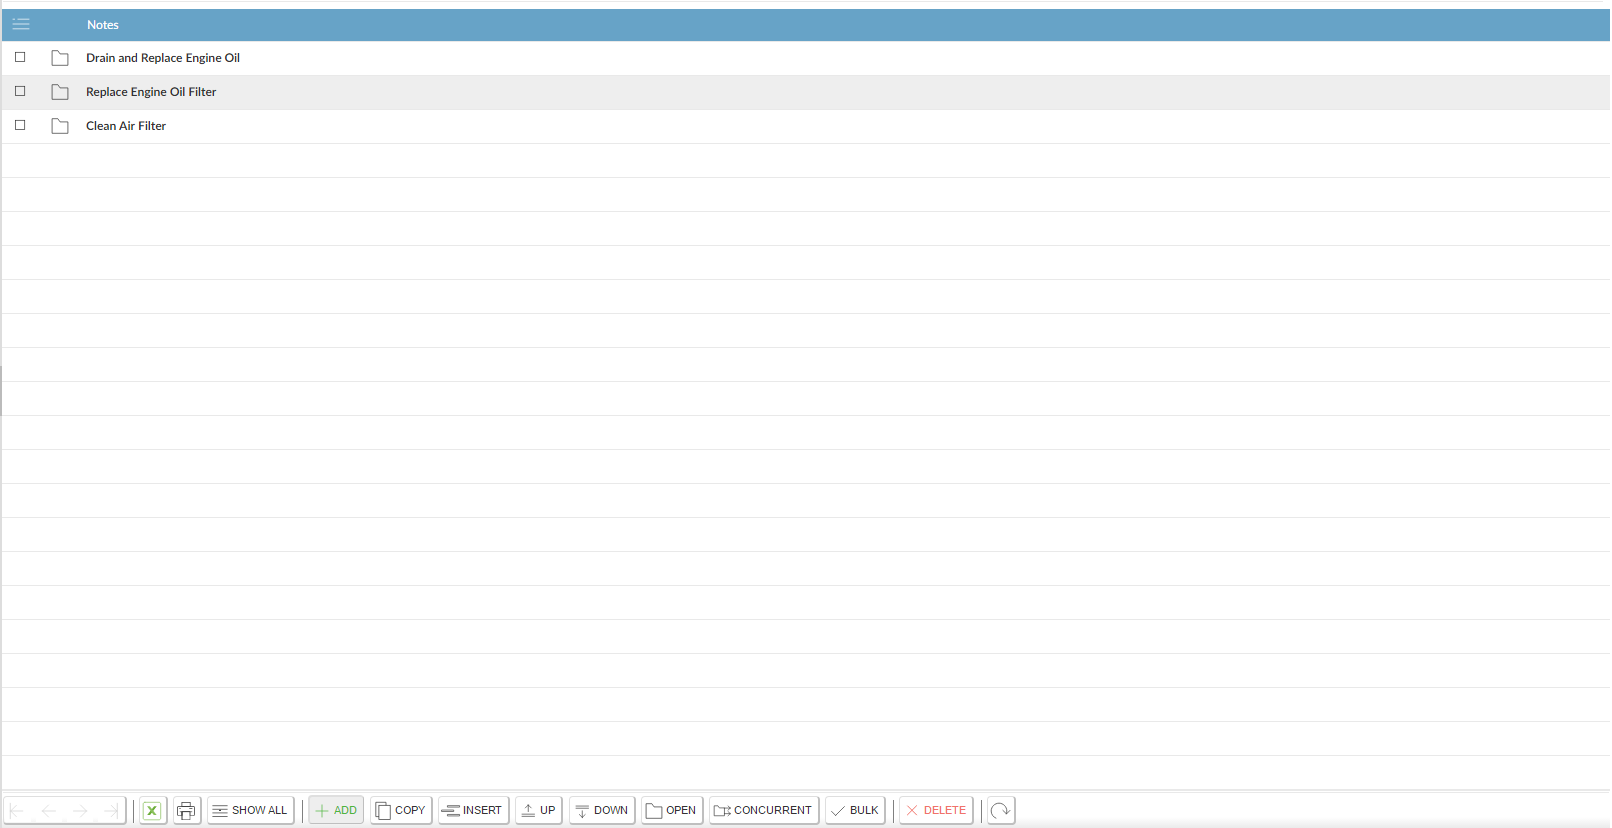 Notes
Drain and Replace Engine Oil
Replace Engine Oil Filter
Clean Air Filter
X SHOW ALL ADD COPY INSERT UP DOWN OPEN CONCURRENT BULK DELETE